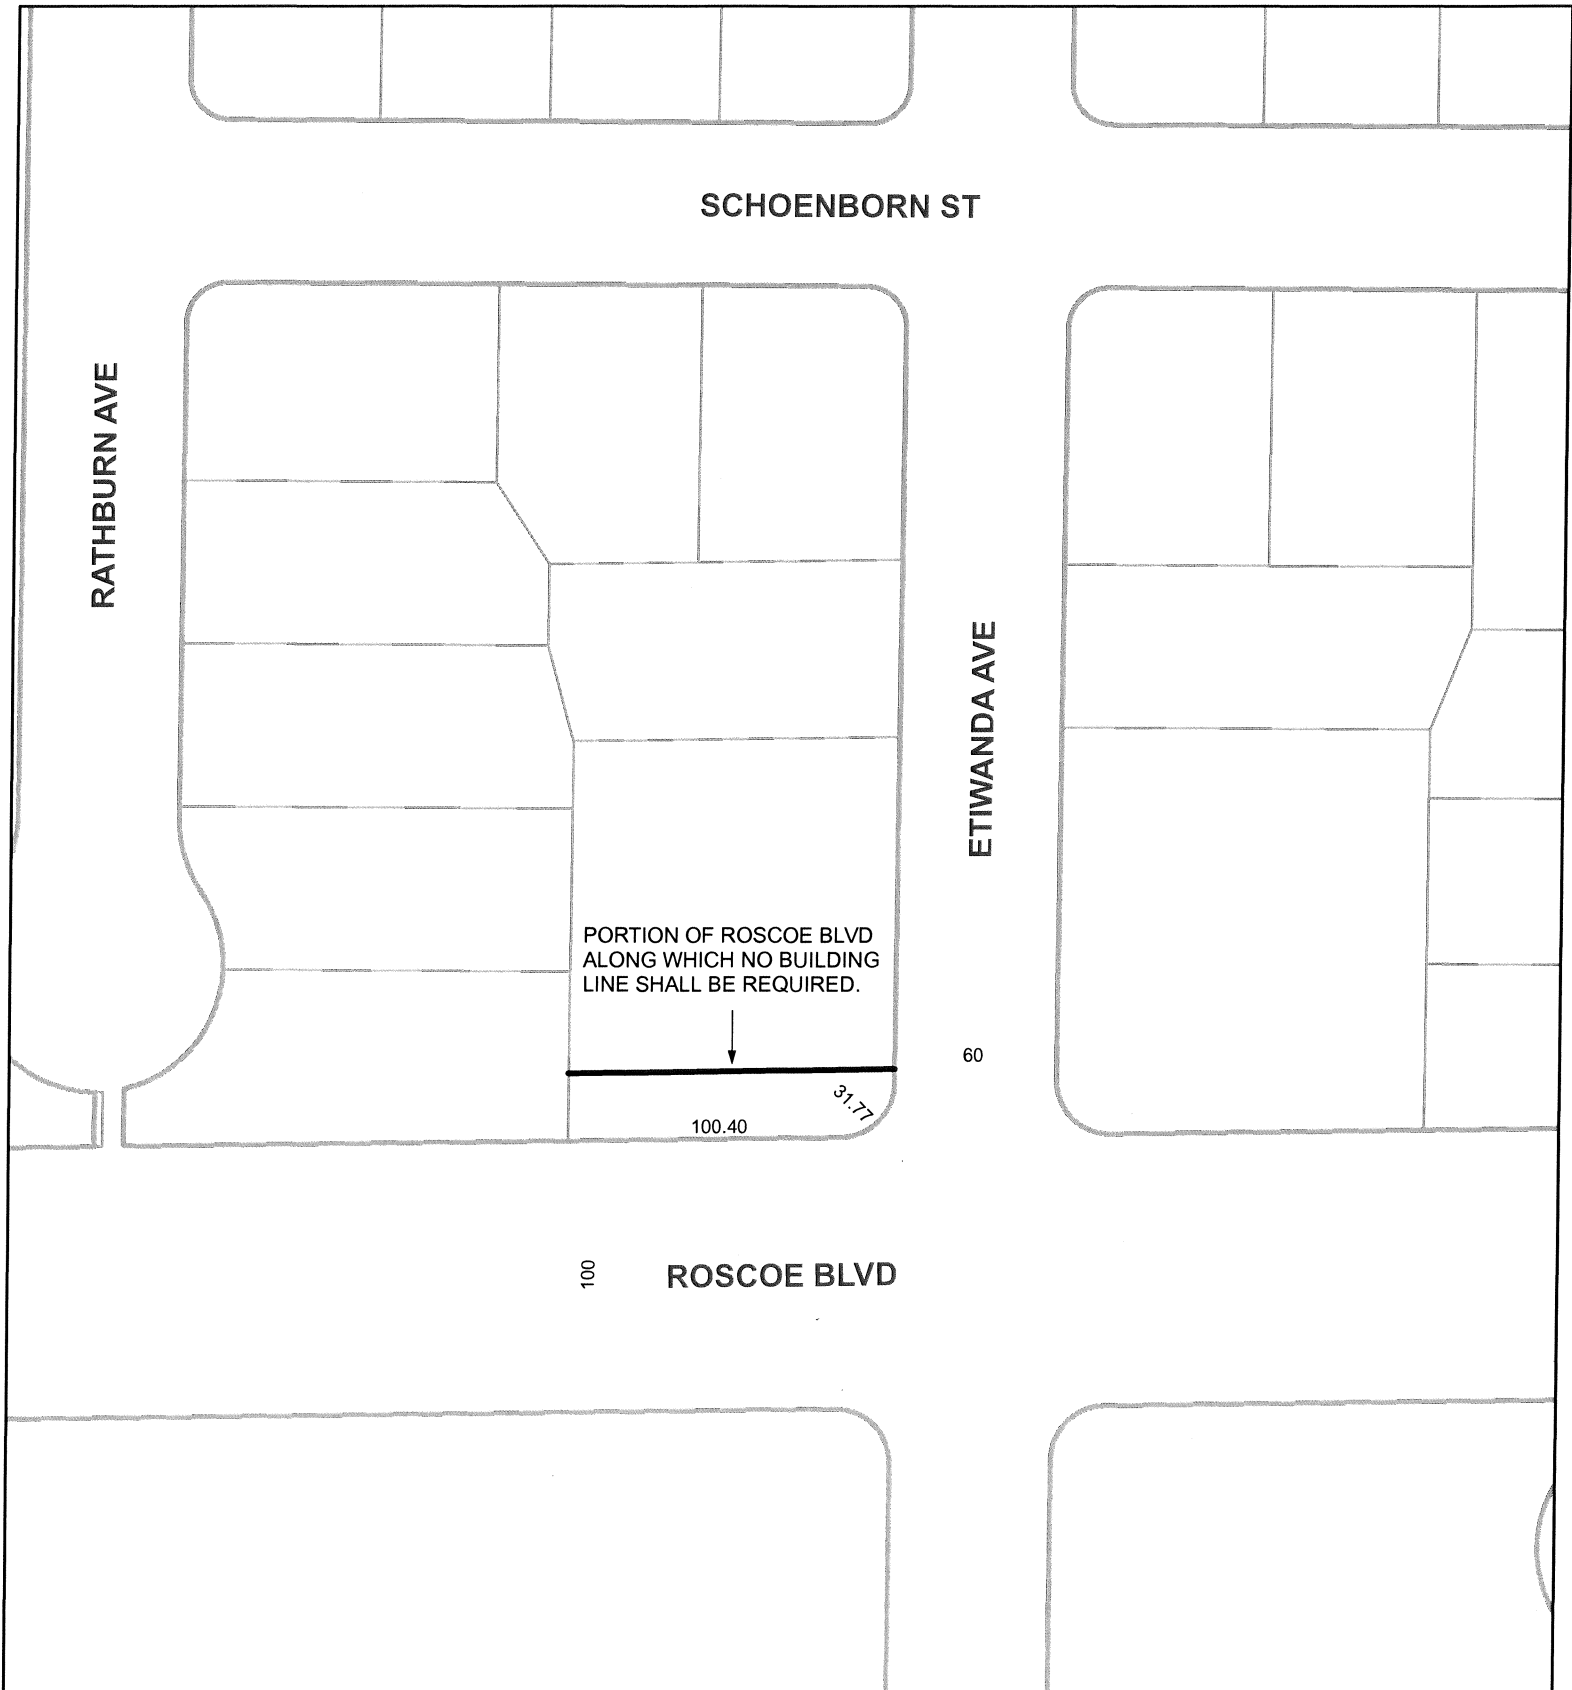 SCHOENBORN ST
RATHBURN AVE
ETIWANDA AVE
PORTION OF ROSCOE BLVD
ALONG WHICH NO BUILDING
LINE SHALL BE REQUIRED.
60
31.77
100.40
100
ROSCOE BLVD